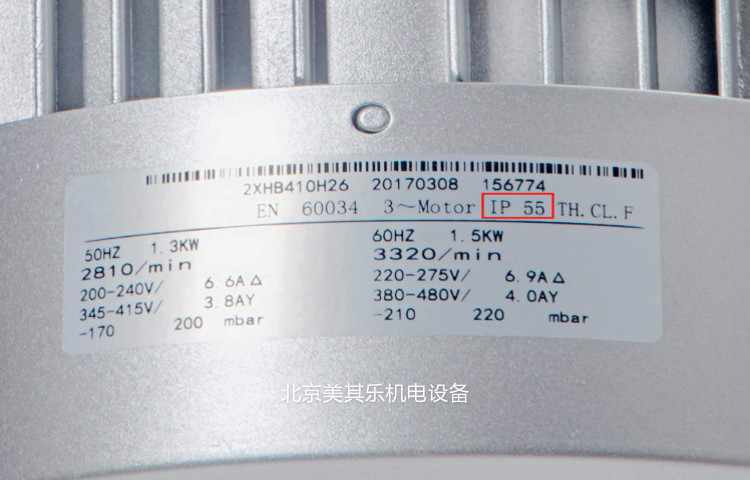 2XHB410H26 20170308 156774
EN 60034 3~Motor IP 55 TH.CL.F
50HZ 1.3KW
2810/min
200-240V/ 6.6A△
345-415V/ 3.8AY
-170 200 mbar
60HZ 1.5KW
3320/min
220-275V/ 6.9A△
380-480V/ 4.0AY
-210 220 mbar
北京美其乐机电设备